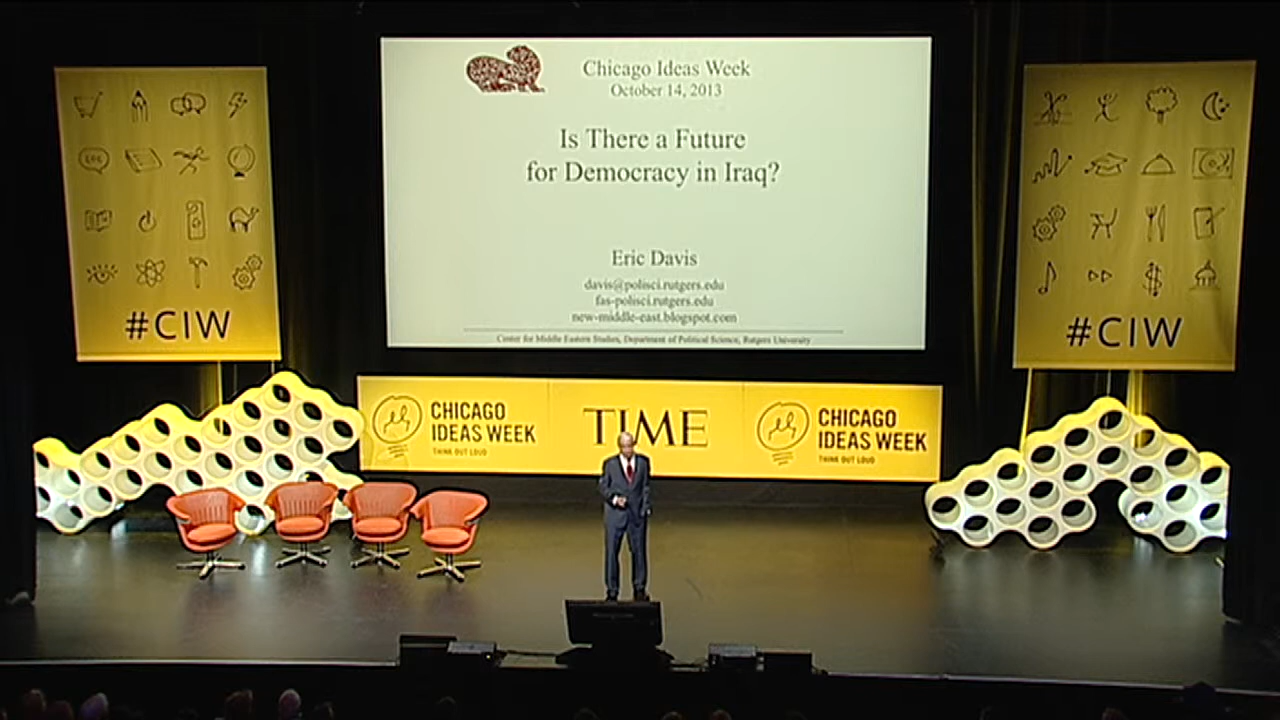 Chicago Ideas Week
October 14, 2013
Is There a Future
for Democracy in Iraq?
Eric Davis
davis@polisci.rutgers.edu
fas-polisci.rutgers.edu
new-middle-east.blogspot.com
Center for Middle Eastern Studies, Department of Political Science, Rutgers University
#CIW
#CIW
CHICAGO
IDEAS WEEK
THINK OUT LOUD
TIME
CHICAGO
IDEAS WEEK
THINK OUT LOUD